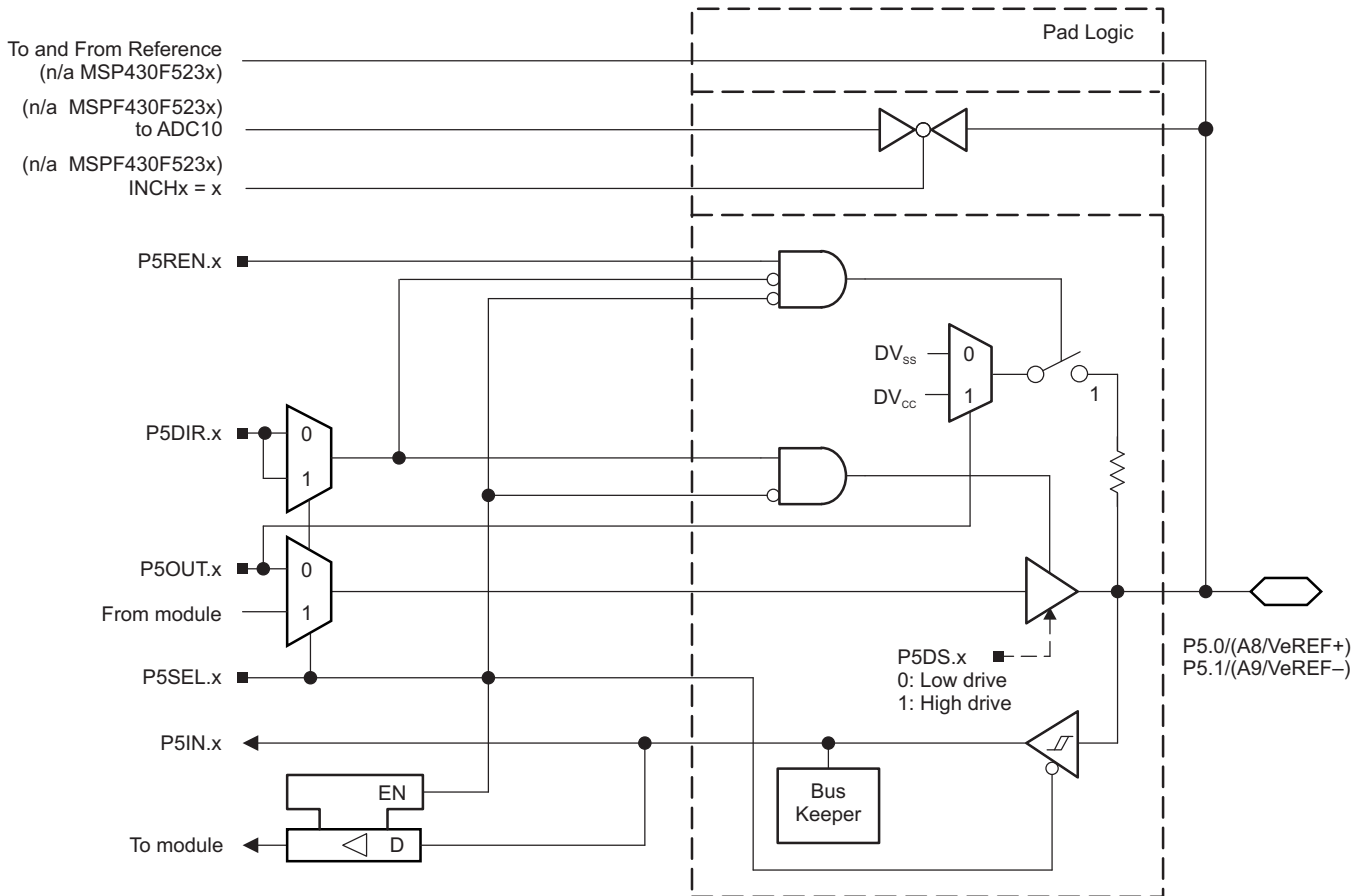 Pad Logic
To and From Reference
(n/a MSP430F523x)
(n/a MSPF430F523x)
to ADC10
(n/a MSPF430F523x)
INCHx = x
P5REN.x
DVSS
0
DVCC
1
1
P5DIR.x
0
1
P5OUT.x
0
From module
1
P5SEL.x
P5DS.x
0: Low drive
1: High drive
P5.0/(A8/VeREF+)
P5.1/(A9/VeREF–)
P5IN.x
Bus
Keeper
EN
To module
D